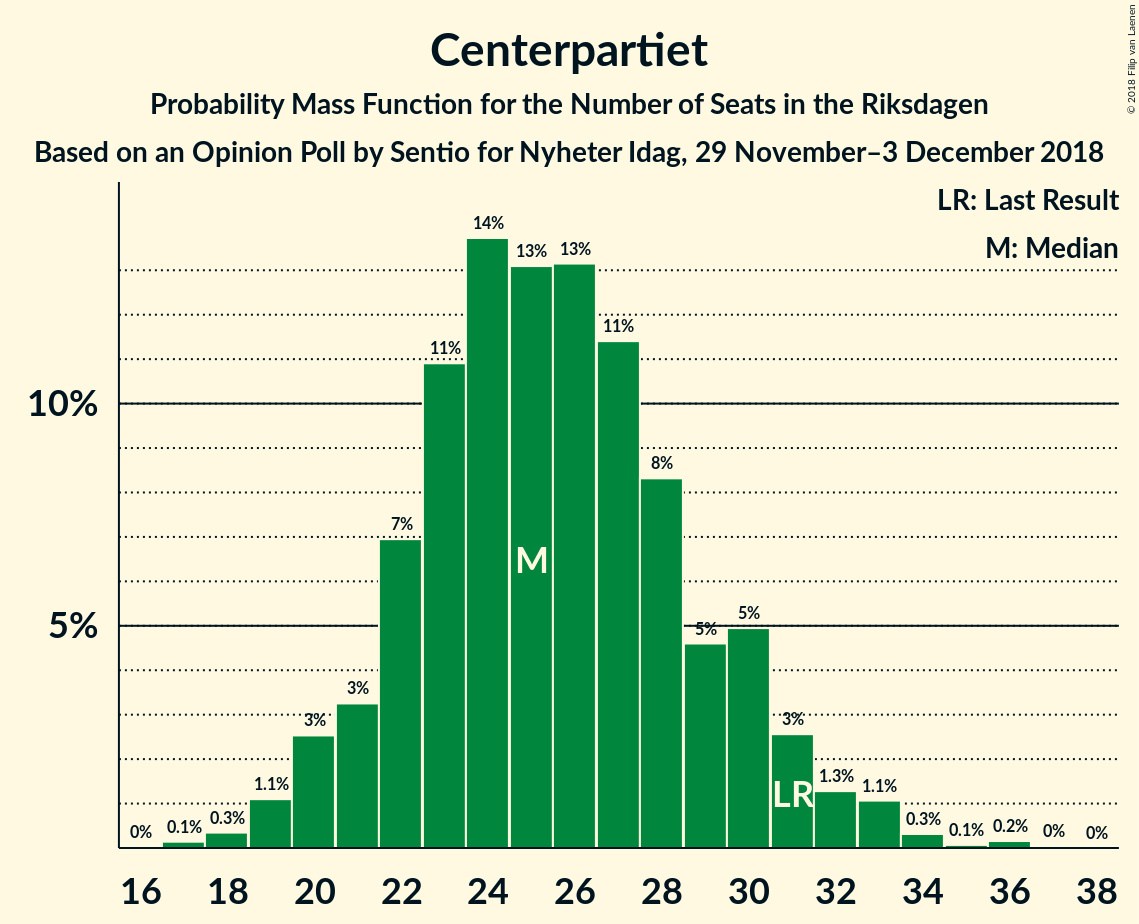 © 2018 Filip van Laenen
Centerpartiet
Probability Mass Function for the Number of Seats in the Riksdagen
Based on an Opinion Poll by Sentio for Nyheter Idag, 29 November–3 December 2018
LR: Last Result
M: Median
10%
5%
0% 0.1% 0.3% 1.1% 3% 3% 7% 11% 14% 13% 13% 11% 8% 5% 5% 3% 1.3% 1.1% 0.3% 0.1% 0.2% 0% 0%
M
LR
16 18 20 22 24 26 28 30 32 34 36 38